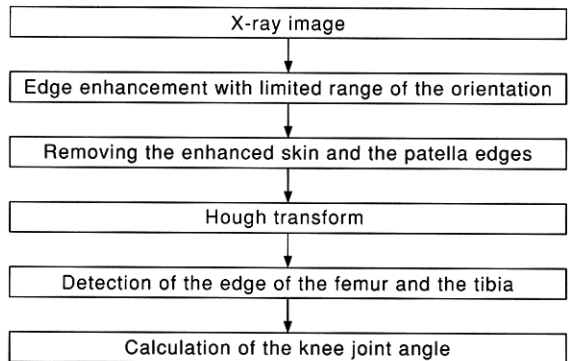 X-ray image
Edge enhancement with limited range of the orientation
Removing the enhanced skin and the patella edges
Hough transform
Detection of the edge of the femur and the tibia
Calculation of the knee joint angle